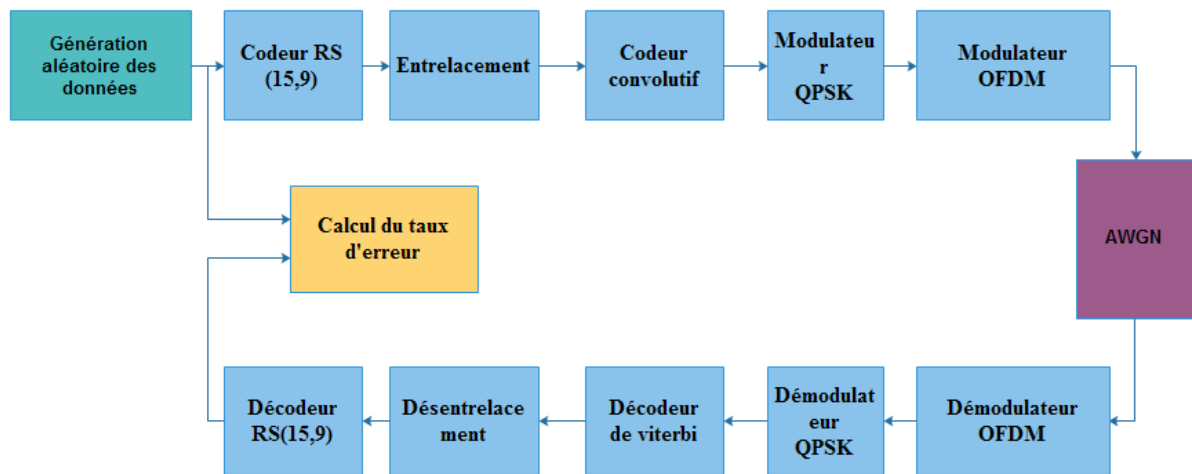 Génération
aléatoire des
données
Codeur RS
(15,9)
Entrelacement
Codeur
convolutif
Modulateu
r
QPSK
Modulateur
OFDM
Calcul du taux
d'erreur
AWGN
Décodeur
RS(15,9)
Désentrelace
ment
Décodeur
de viterbi
Démodulat
eur
QPSK
Démodulateur
OFDM